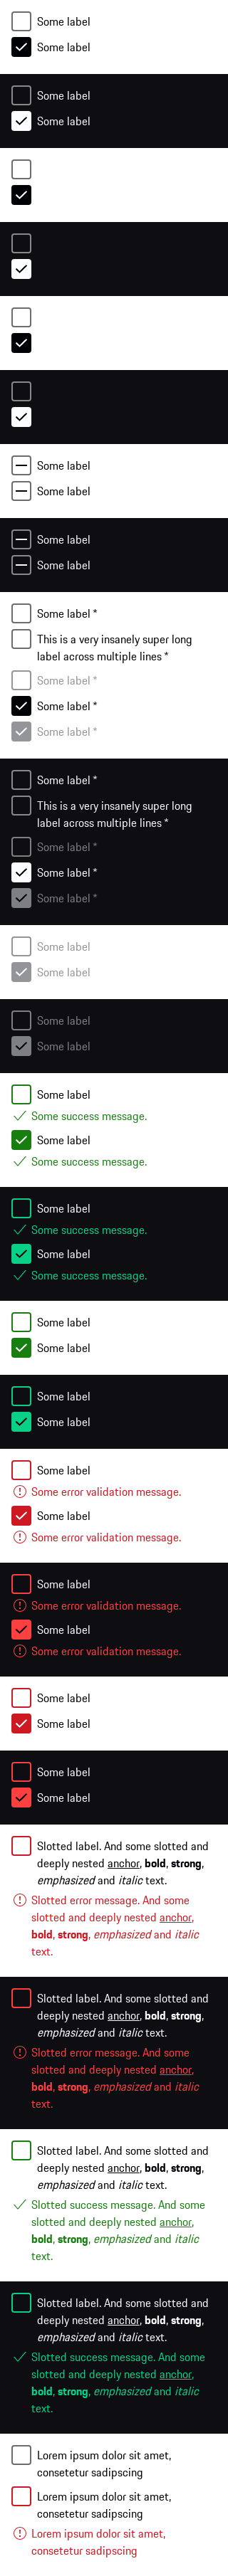 Some label
Some label
Some label
Some label
Some label
Some label
Some label
Some label
Some label *
This is a very insanely super long
label across multiple lines *
Some label *
Some label *
Some label *
Some label *
This is a very insanely super long
label across multiple lines *
Some label *
Some label *
Some label *
Some label
Some label
Some label
Some label
Some label
Some success message.
Some label
Some success message.
Some label
Some success message.
Some label
Some success message.
Some label
Some label
Some label
Some label
Some label
Some error validation message.
Some label
Some error validation message.
Some label
Some error validation message.
Some label
Some error validation message.
Some label
Some label
Some label
Some label
Slotted label. And some slotted and
deeply nested anchor, bold, strong,
emphasized and italic text.
Slotted error message. And some
slotted and deeply nested anchor,
bold, strong, emphasized and italic
text.
Slotted label. And some slotted and
deeply nested anchor, bold, strong,
emphasized and italic text.
Slotted error message. And some
slotted and deeply nested anchor,
bold, strong, emphasized and italic
text.
Slotted label. And some slotted and
deeply nested anchor, bold, strong,
emphasized and italic text.
Slotted success message. And some
slotted and deeply nested anchor,
bold, strong, emphasized and italic
text.
Slotted label. And some slotted and
deeply nested anchor, bold, strong,
emphasized and italic text.
Slotted success message. And some
slotted and deeply nested anchor,
bold, strong, emphasized and italic
text.
Lorem ipsum dolor sit amet,
consetetur sadipscing
Lorem ipsum dolor sit amet,
consetetur sadipscing
Lorem ipsum dolor sit amet,
consetetur sadipscing